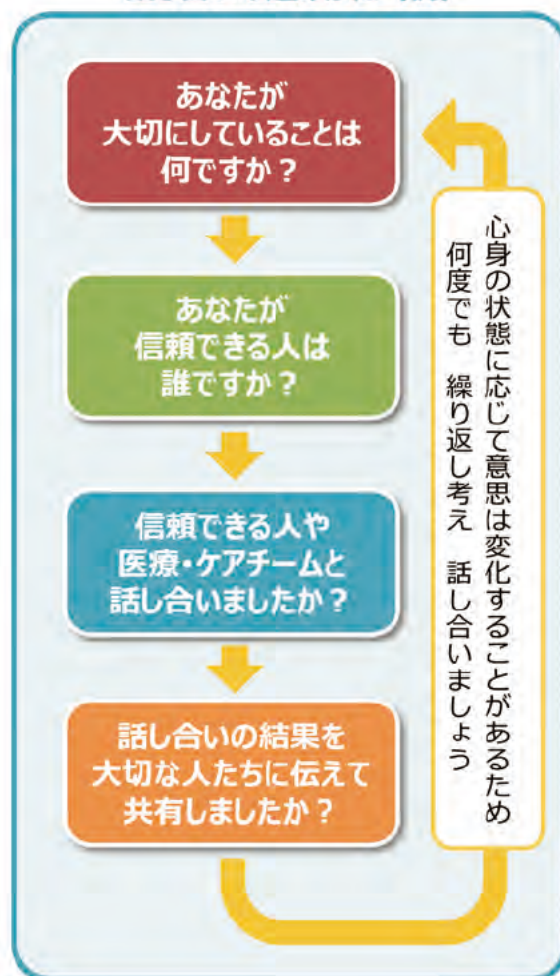 あなたが
大切にしていることは
何ですか？
あなたが
信頼できる人は
誰ですか？
信頼できる人や
医療・ケアチームと
話し合いましたか？
話し合いの結果を
大切な人たちに伝えて
共有しましたか？
心身の状態に応じて意思は変化することがあるため
何度でも　繰り返し考え　話し合いましょう